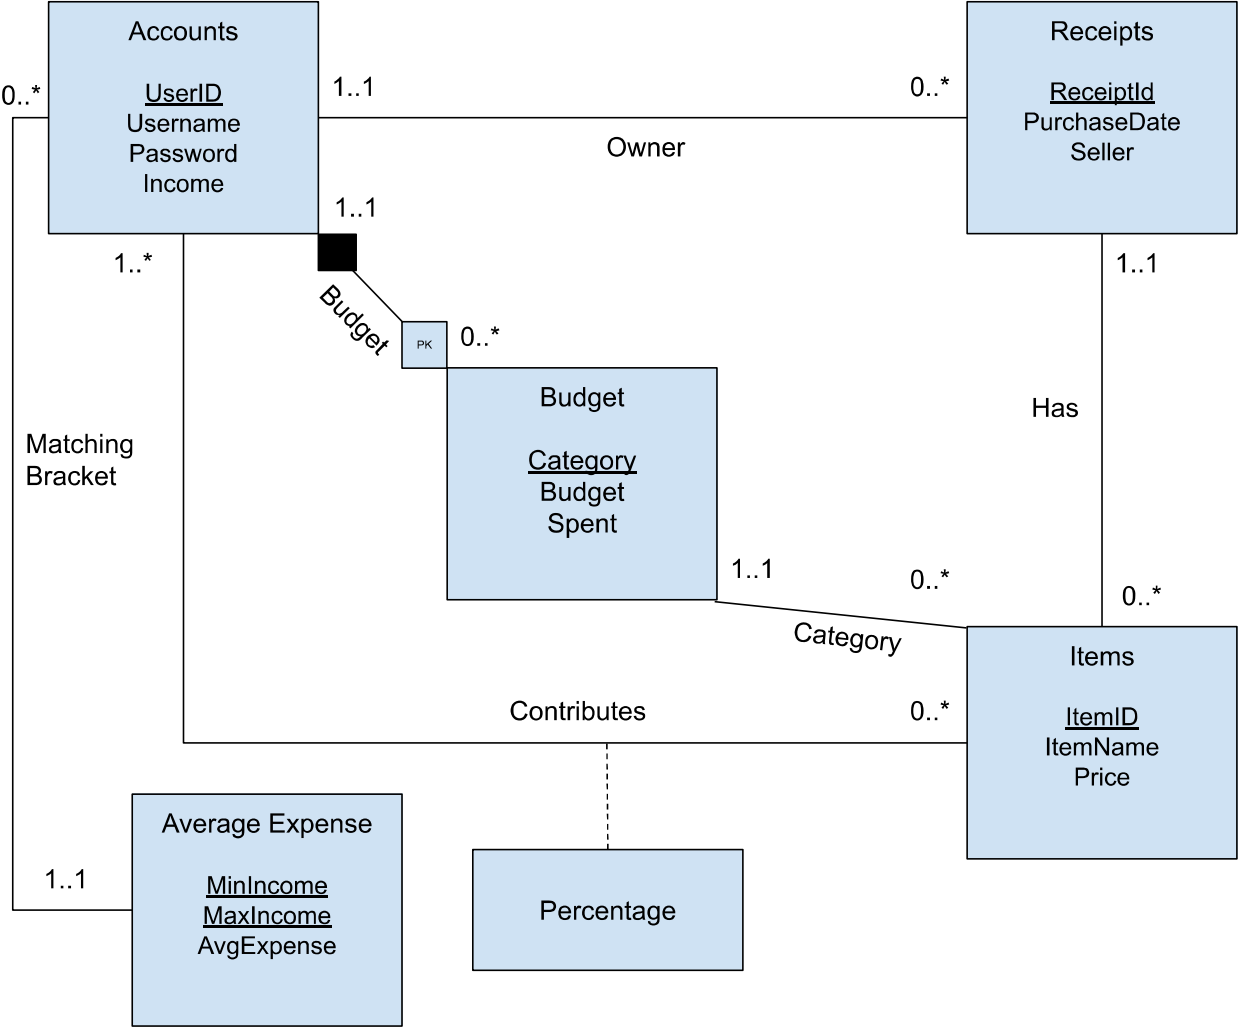 Accounts
UserID
Username
Password
Income
0..*
1..1
0..*
Owner
Receipts
ReceiptId
PurchaseDate
Seller
1..1
1..*
1..1
Budget
PK
0..*
Budget
Category
Budget
Spent
Has
Matching
Bracket
1..1
0..*
0..*
Category
Items
ItemID
ItemName
Price
Contributes
0..*
Average Expense
MinIncome
MaxIncome
AvgExpense
1..1
Percentage